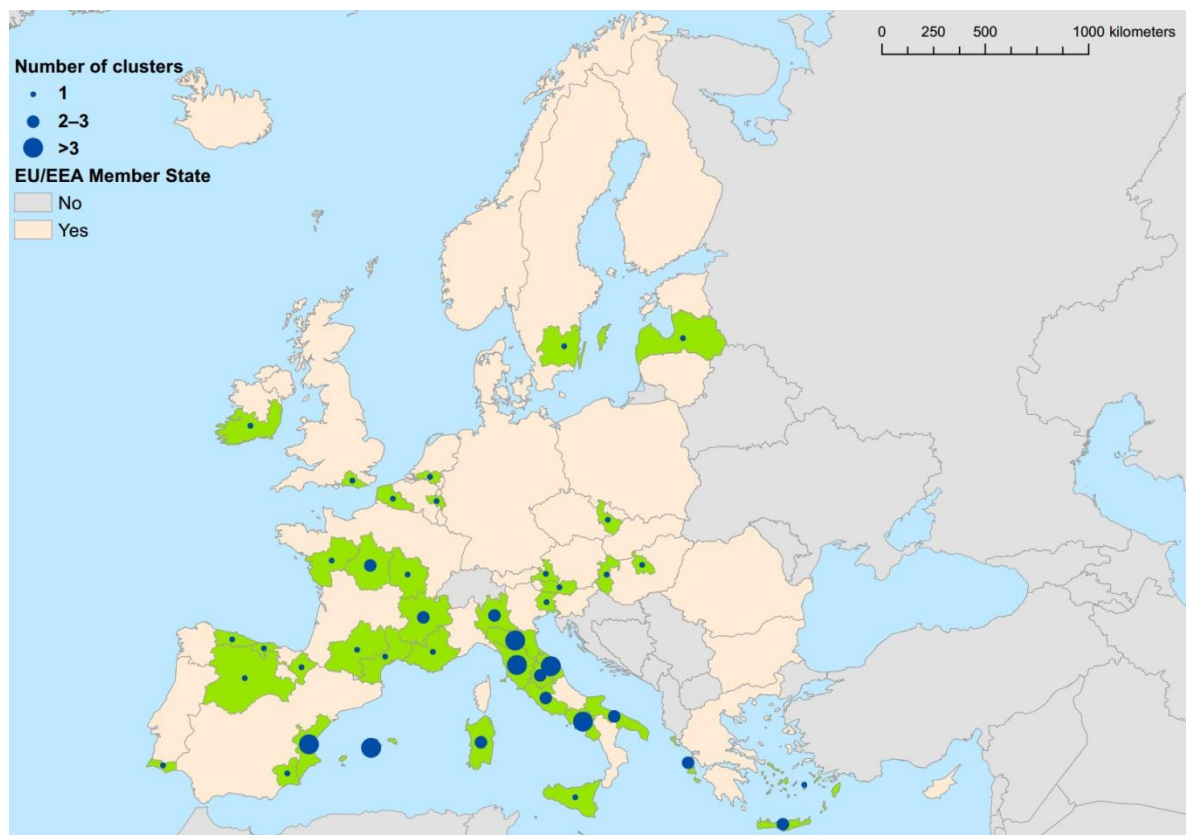 Number of clusters
1
2–3
>3
EU/EEA Member State
No
Yes
0 250 500 1000 kilometers